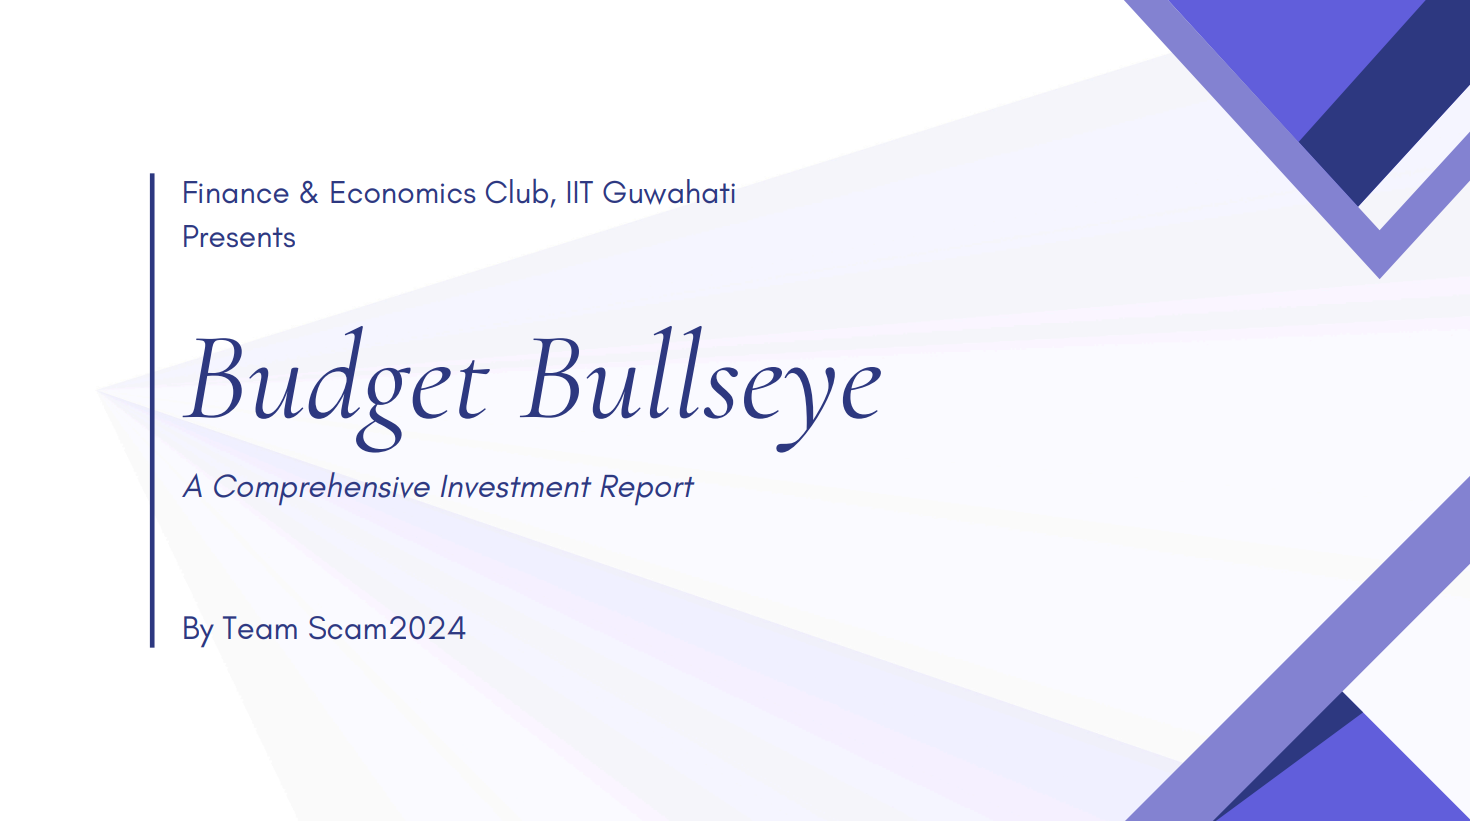 Finance & Economics Club, IIT Guwahati
Presents
Budget Bullseye
A Comprehensive Investment Report
By Team Scam2024